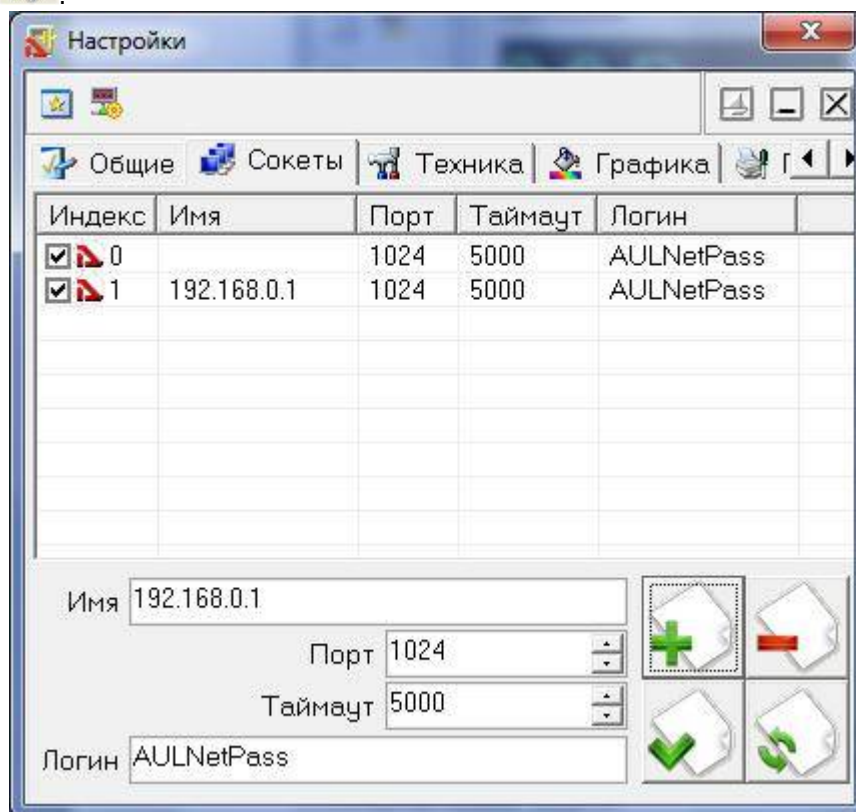 Настройки
Общие Сокеты Техника Графика
Индекс Имя Порт Таймаут Логин
0 1024 5000 AULNetPass
1 192.168.0.1 1024 5000 AULNetPass
Имя 192.168.0.1
Порт 1024
Таймаут 5000
Логин AULNetPass